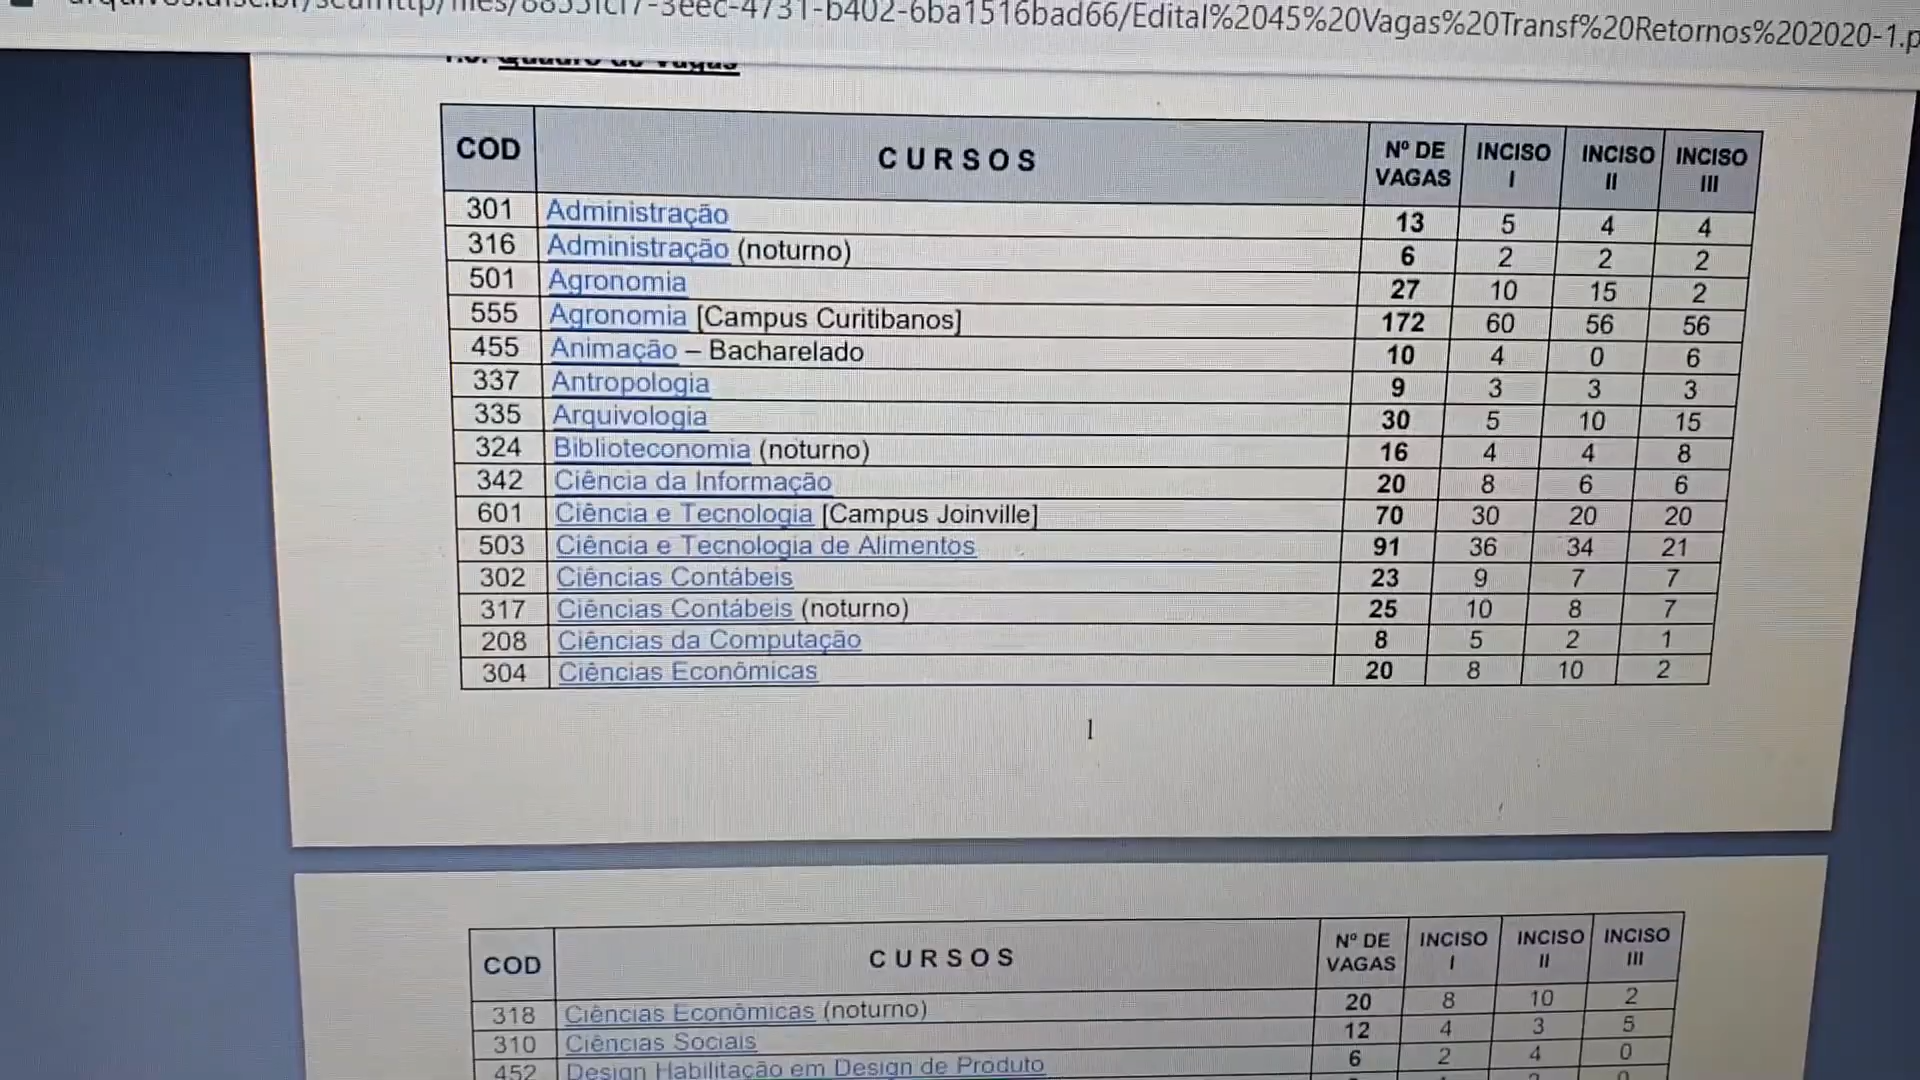 /Edital%2045%20Vagas%20Transf%20Retornos%202020-1.p
COD CURSOS Nº DE VAGAS INCISO I INCISO II INCISO III
301 Administração 13 5 4 4
316 Administração (noturno) 6 2 2 2
501 Agronomia 27 10 15 2
555 Agronomia [Campus Curitibanos] 172 60 56 56
455 Animação – Bacharelado 10 4 0 6
337 Antropologia 9 3 3 3
335 Arquivologia 30 5 10 15
324 Biblioteconomia (noturno) 16 4 4 8
342 Ciência da Informação 20 8 6 6
601 Ciência e Tecnologia [Campus Joinville] 70 30 20 20
503 Ciência e Tecnologia de Alimentos 91 36 34 21
302 Ciências Contábeis 23 9 7 7
317 Ciências Contábeis (noturno) 25 10 8 7
208 Ciências da Computação 8 5 2 1
304 Ciências Econômicas 20 8 10 2
1
COD CURSOS Nº DE VAGAS INCISO I INCISO II INCISO III
318 Ciências Econômicas (noturno) 20 8 10 2
310 Ciências Sociais 12 4 3 5
452 Design Habilitação em Design de Produto 6 2 4 0